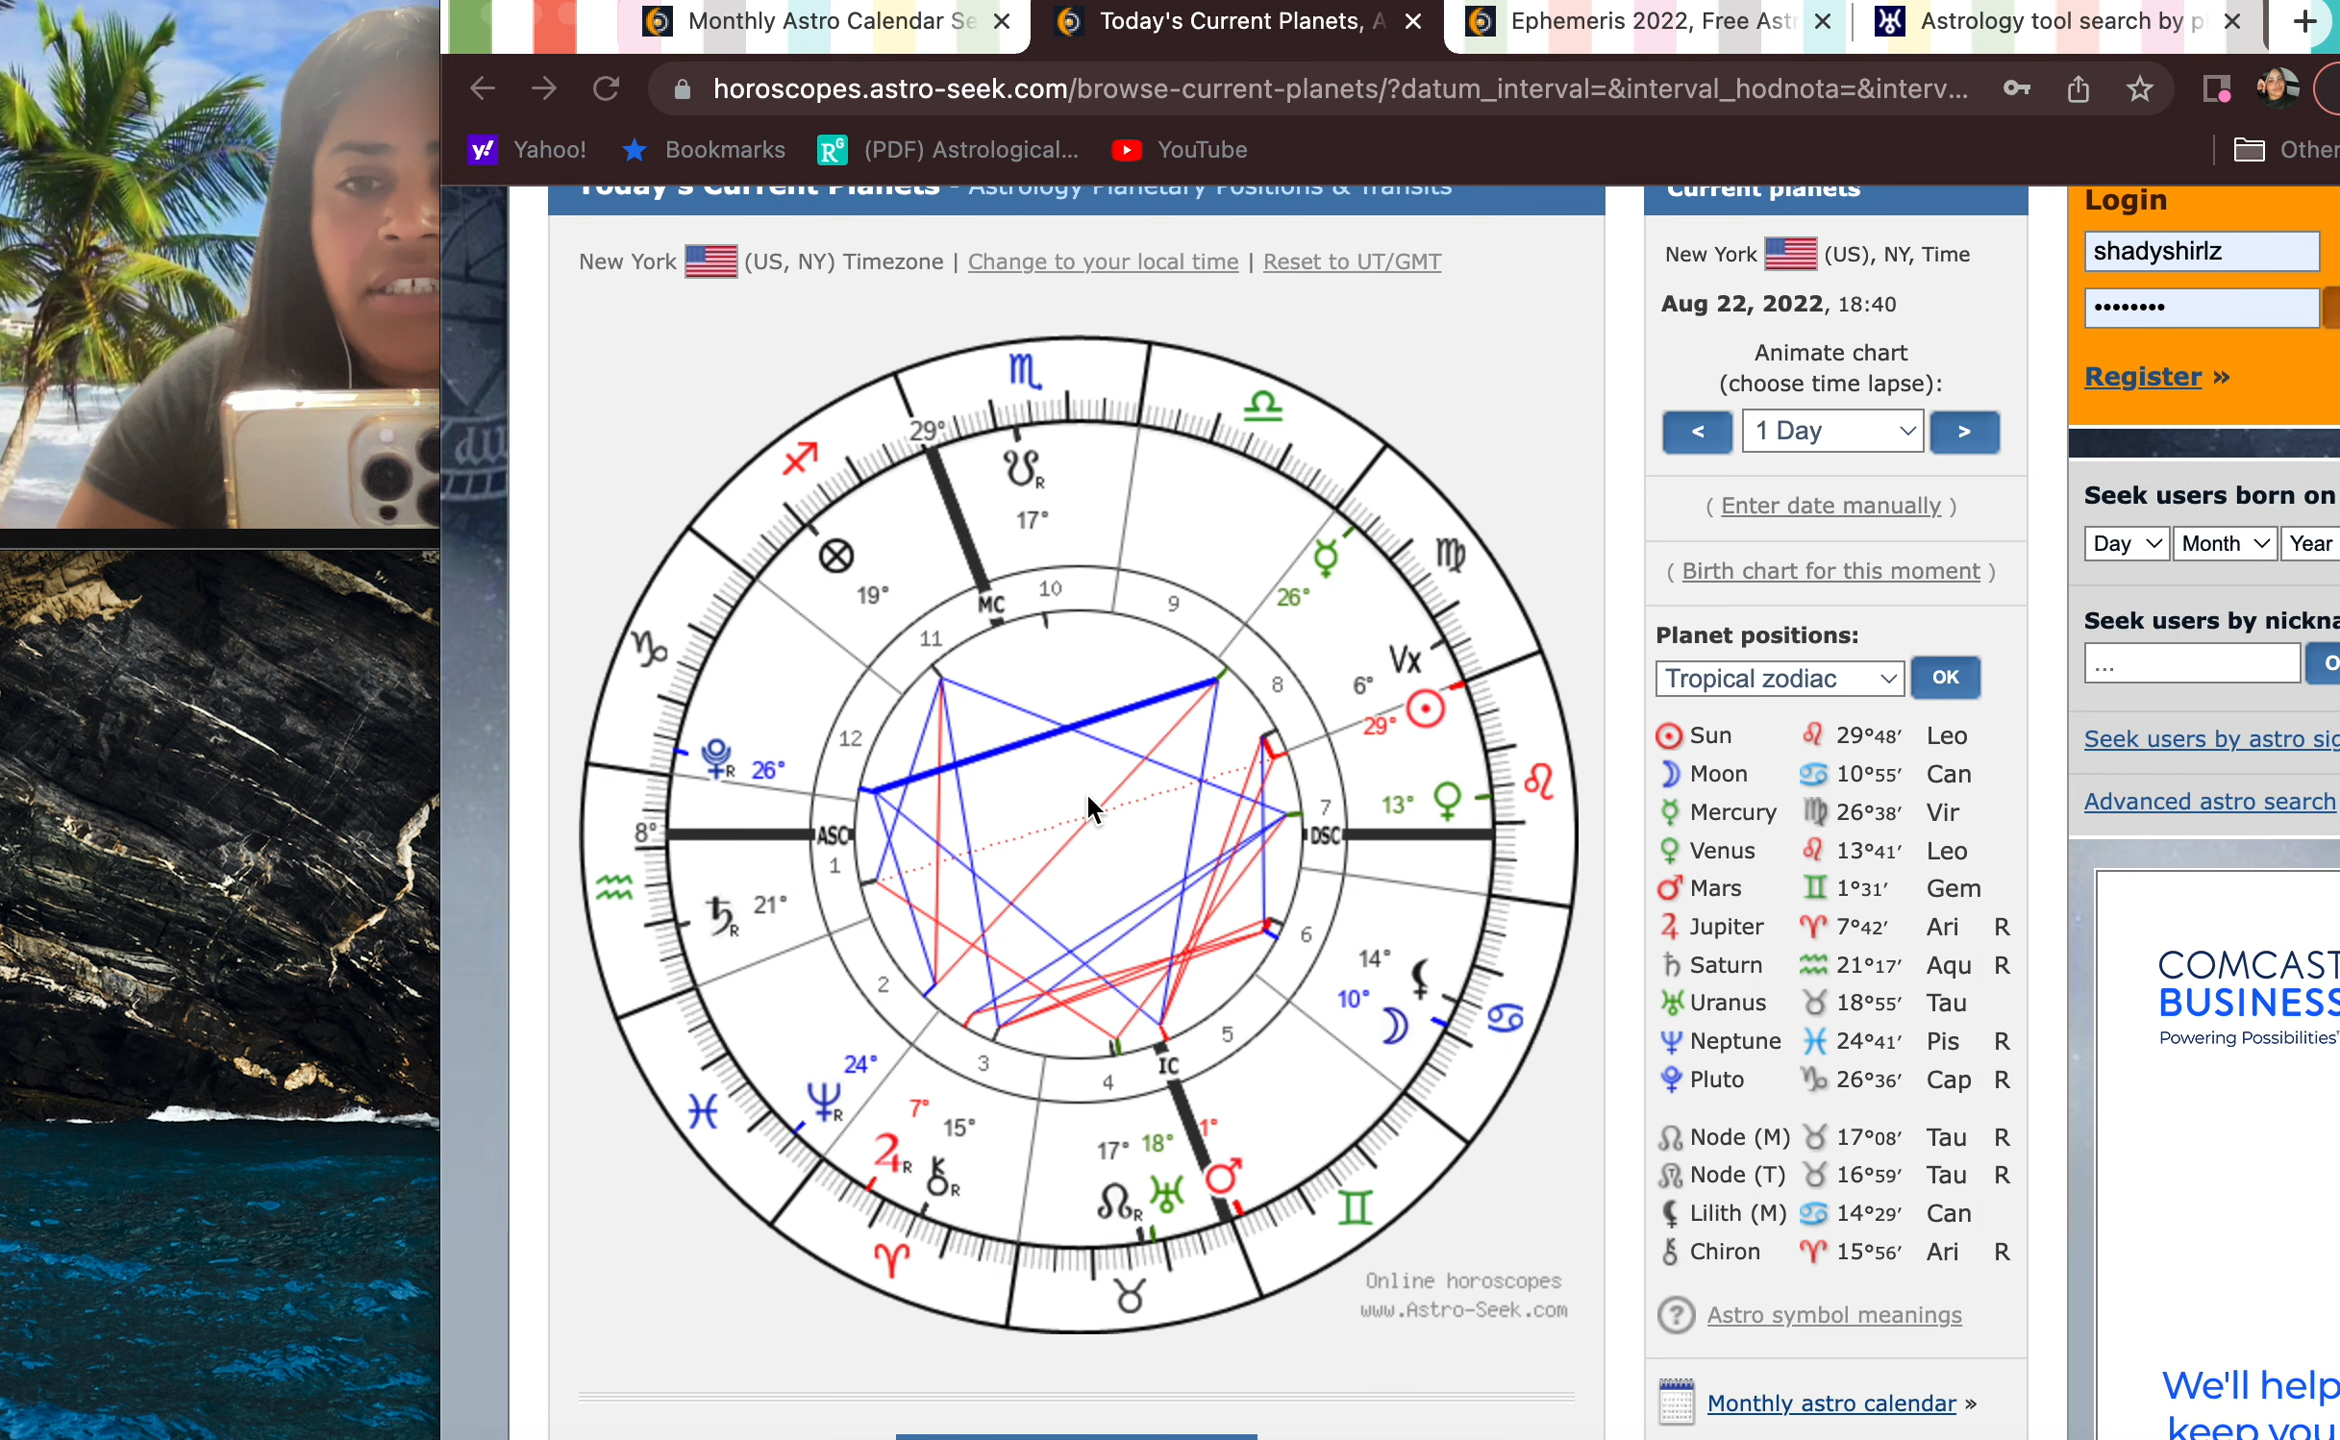 Monthly Astro Calendar Se
Today's Current Planets, A
Ephemeris 2022, Free Astr
Astrology tool search by p
horoscopes.astro-seek.com/browse-current-planets/?datum_interval=&interval_hodnota=&interv...
Yahoo!
Bookmarks
(PDF) Astrological...
YouTube
Other
Today's Current Planets - Astrology Planetary Positions & Transits
New York (US, NY) Timezone | Change to your local time | Reset to UT/GMT
29°
17°
19°
MC
10
9
11
26°
Vx
6°
8
29°
12
26°
13°
7
8°
ASC
DSC
1
21°
6
14°
2
10°
5
IC
3
4
24°
7°
15°
17°
18°
1°
Online horoscopes
www.Astro-Seek.com
Current planets
New York (US), NY, Time
Aug 22, 2022, 18:40
Animate chart
(choose time lapse):
< 1 Day >
( Enter date manually )
( Birth chart for this moment )
Planet positions:
Tropical zodiac OK
Sun 29°48′ Leo
Moon 10°55′ Can
Mercury 26°38′ Vir
Venus 13°41′ Leo
Mars 1°31′ Gem
Jupiter 7°42′ Ari R
Saturn 21°17′ Aqu R
Uranus 18°55′ Tau
Neptune 24°41′ Pis R
Pluto 26°36′ Cap R
Node (M) 17°08′ Tau R
Node (T) 16°59′ Tau R
Lilith (M) 14°29′ Can
Chiron 15°56′ Ari R
? Astro symbol meanings
Monthly astro calendar »
Login
shadyshirlz
••••••••
Register »
Seek users born on
Day Month Year
Seek users by nickna
...
Seek users by astro sig
Advanced astro search
COMCAST
BUSINESS
Powering Possibilities™
We'll help
keep you